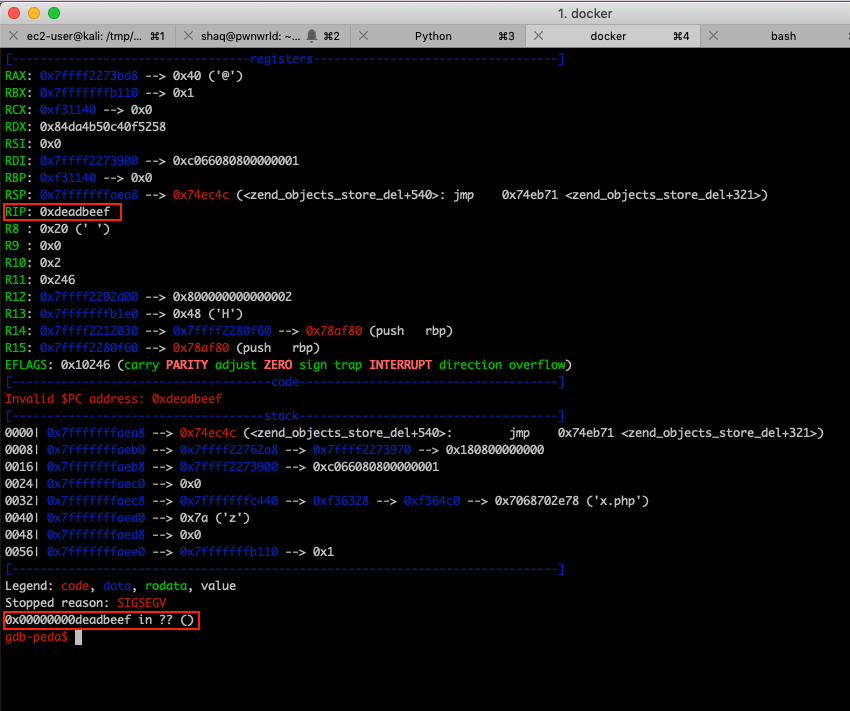 1. docker
ec2-user@kali: /tmp/... ⌘1 shaq@pwnwrld: ~... ⌘2 Python ⌘3 docker ⌘4 bash
[----------------------------------registers-----------------------------------]
RAX: 0x7ffff2273bd8 --> 0x40 ('@')
RBX: 0x7fffffffb110 --> 0x1
RCX: 0xf31140 --> 0x0
RDX: 0x84da4b50c40f5258
RSI: 0x0
RDI: 0x7ffff2273900 --> 0xc066080800000001
RBP: 0xf31140 --> 0x0
RSP: 0x7fffffffaea8 --> 0x74ec4c (<zend_objects_store_del+540>: jmp    0x74eb71 <zend_objects_store_del+321>)
RIP: 0xdeadbeef
R8 : 0x20 (' ')
R9 : 0x0
R10: 0x2
R11: 0x246
R12: 0x7ffff2202d00 --> 0x800000000000002
R13: 0x7fffffffb1e0 --> 0x48 ('H')
R14: 0x7ffff2212030 --> 0x7ffff2280f60 --> 0x78af80 (push   rbp)
R15: 0x7ffff2280f60 --> 0x78af80 (push   rbp)
EFLAGS: 0x10246 (carry PARITY adjust ZERO sign trap INTERRUPT direction overflow)
[-------------------------------------code-------------------------------------]
Invalid $PC address: 0xdeadbeef
[------------------------------------stack-------------------------------------]
0000| 0x7fffffffaea8 --> 0x74ec4c (<zend_objects_store_del+540>:        jmp    0x74eb71 <zend_objects_store_del+321>)
0008| 0x7fffffffaeb0 --> 0x7ffff22762a8 --> 0x7ffff2273970 --> 0x180800000000
0016| 0x7fffffffaeb8 --> 0x7ffff2273900 --> 0xc066080800000001
0024| 0x7fffffffaec0 --> 0x0
0032| 0x7fffffffaec8 --> 0x7fffffffc440 --> 0xf36328 --> 0xf364c0 --> 0x7068702e78 ('x.php')
0040| 0x7fffffffaed0 --> 0x7a ('z')
0048| 0x7fffffffaed8 --> 0x0
0056| 0x7fffffffaee0 --> 0x7fffffffb110 --> 0x1
[------------------------------------------------------------------------------]
Legend: code, data, rodata, value
Stopped reason: SIGSEGV
0x00000000deadbeef in ?? ()
gdb-peda$